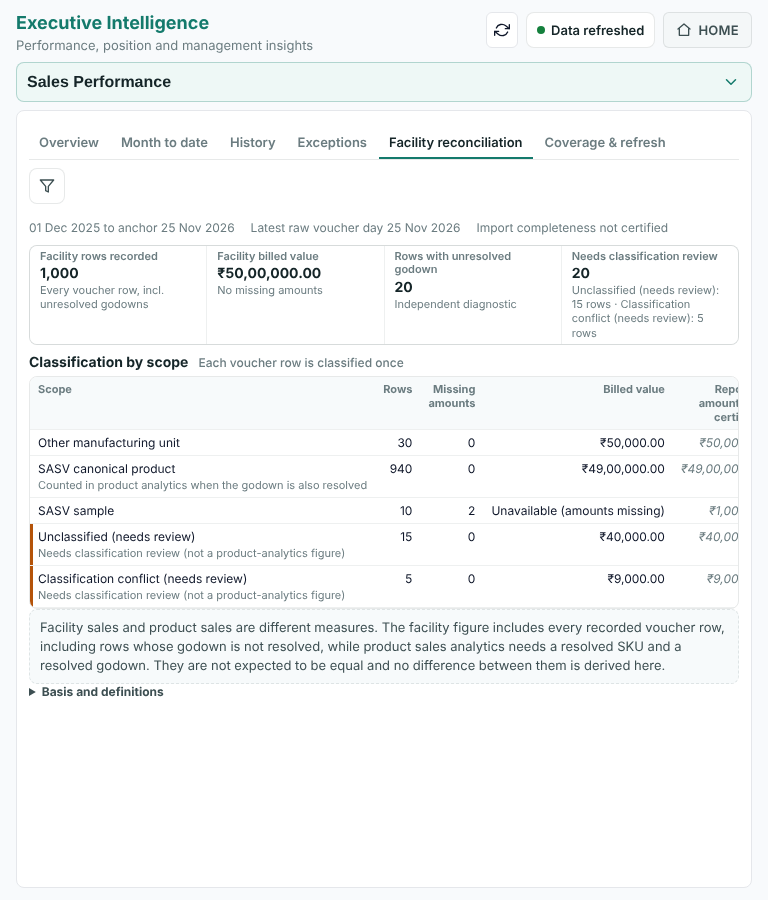 Executive Intelligence
Performance, position and management insights
Data refreshed
HOME
Sales Performance
Overview
Month to date
History
Exceptions
Facility reconciliation
Coverage & refresh
01 Dec 2025 to anchor 25 Nov 2026
Latest raw voucher day 25 Nov 2026
Import completeness not certified
Facility rows recorded
1,000
Every voucher row, incl.
unresolved godowns
Facility billed value
₹50,00,000.00
No missing amounts
Rows with unresolved
godown
20
Independent diagnostic
Needs classification review
20
Unclassified (needs review):
15 rows · Classification
conflict (needs review): 5
rows
Classification by scope
Each voucher row is classified once
Scope
Rows
Missing
amounts
Billed value
Other manufacturing unit
30
0
₹50,000.00
₹50,00
SASV canonical product
Counted in product analytics when the godown is also resolved
940
0
₹49,00,000.00
₹49,00,00
SASV sample
10
2
Unavailable (amounts missing)
₹1,00
Unclassified (needs review)
Needs classification review (not a product-analytics figure)
15
0
₹40,000.00
₹40,00
Classification conflict (needs review)
Needs classification review (not a product-analytics figure)
5
0
₹9,000.00
₹9,00
Facility sales and product sales are different measures. The facility figure includes every recorded voucher row,
including rows whose godown is not resolved, while product sales analytics needs a resolved SKU and a
resolved godown. They are not expected to be equal and no difference between them is derived here.
Basis and definitions